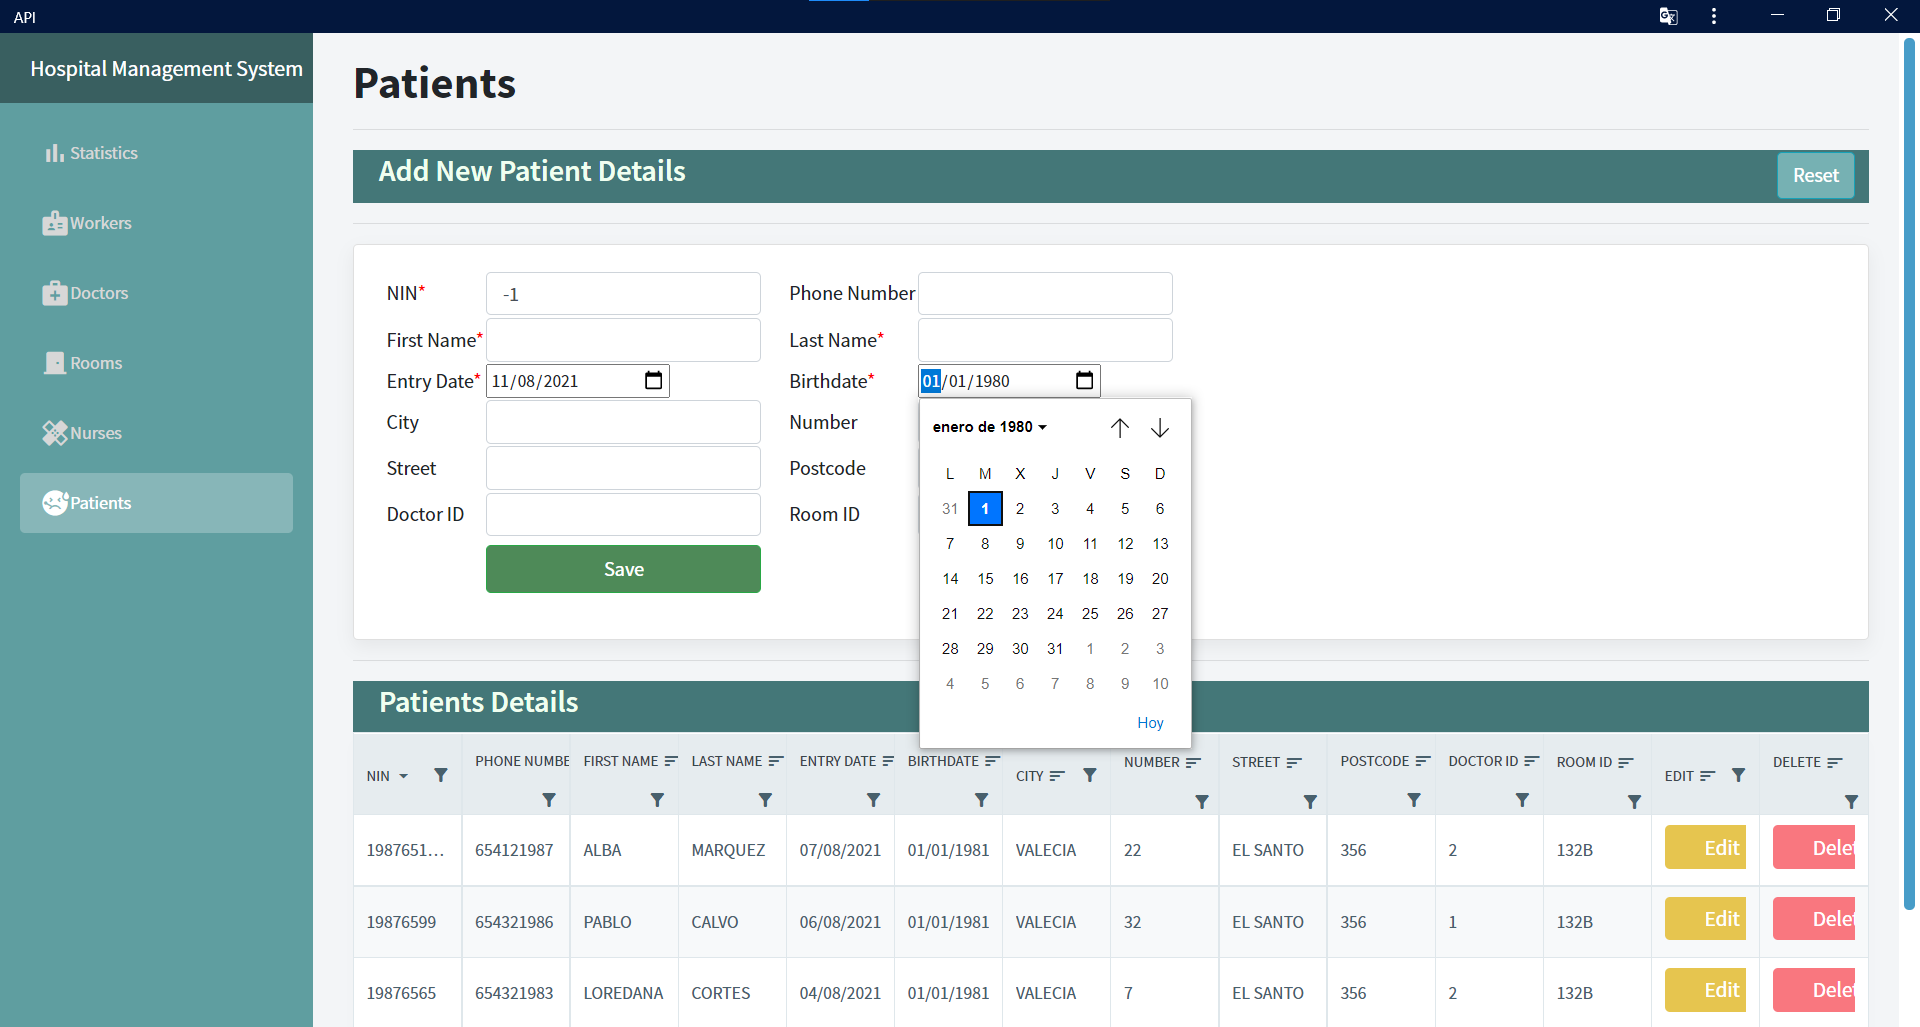 API
Hospital Management System
Statistics
Workers
Doctors
Rooms
Nurses
Patients
Patients
Add New Patient Details
Reset
NIN* -1 Phone Number
First Name* Last Name*
Entry Date* 11/08/2021 Birthdate* 01/01/1980
City Number
Street Postcode
Doctor ID Room ID
Save
enero de 1980
L M X J V S D
31 1 2 3 4 5 6
7 8 9 10 11 12 13
14 15 16 17 18 19 20
21 22 23 24 25 26 27
28 29 30 31 1 2 3
4 5 6 7 8 9 10
Hoy
Patients Details
NIN PHONE NUMBE FIRST NAME LAST NAME ENTRY DATE BIRTHDATE CITY NUMBER STREET POSTCODE DOCTOR ID ROOM ID EDIT DELETE
1987651... 654121987 ALBA MARQUEZ 07/08/2021 01/01/1981 VALECIA 22 EL SANTO 356 2 132B Edit Delet
19876599 654321986 PABLO CALVO 06/08/2021 01/01/1981 VALECIA 32 EL SANTO 356 1 132B Edit Delet
19876565 654321983 LOREDANA CORTES 04/08/2021 01/01/1981 VALECIA 7 EL SANTO 356 2 132B Edit Delet